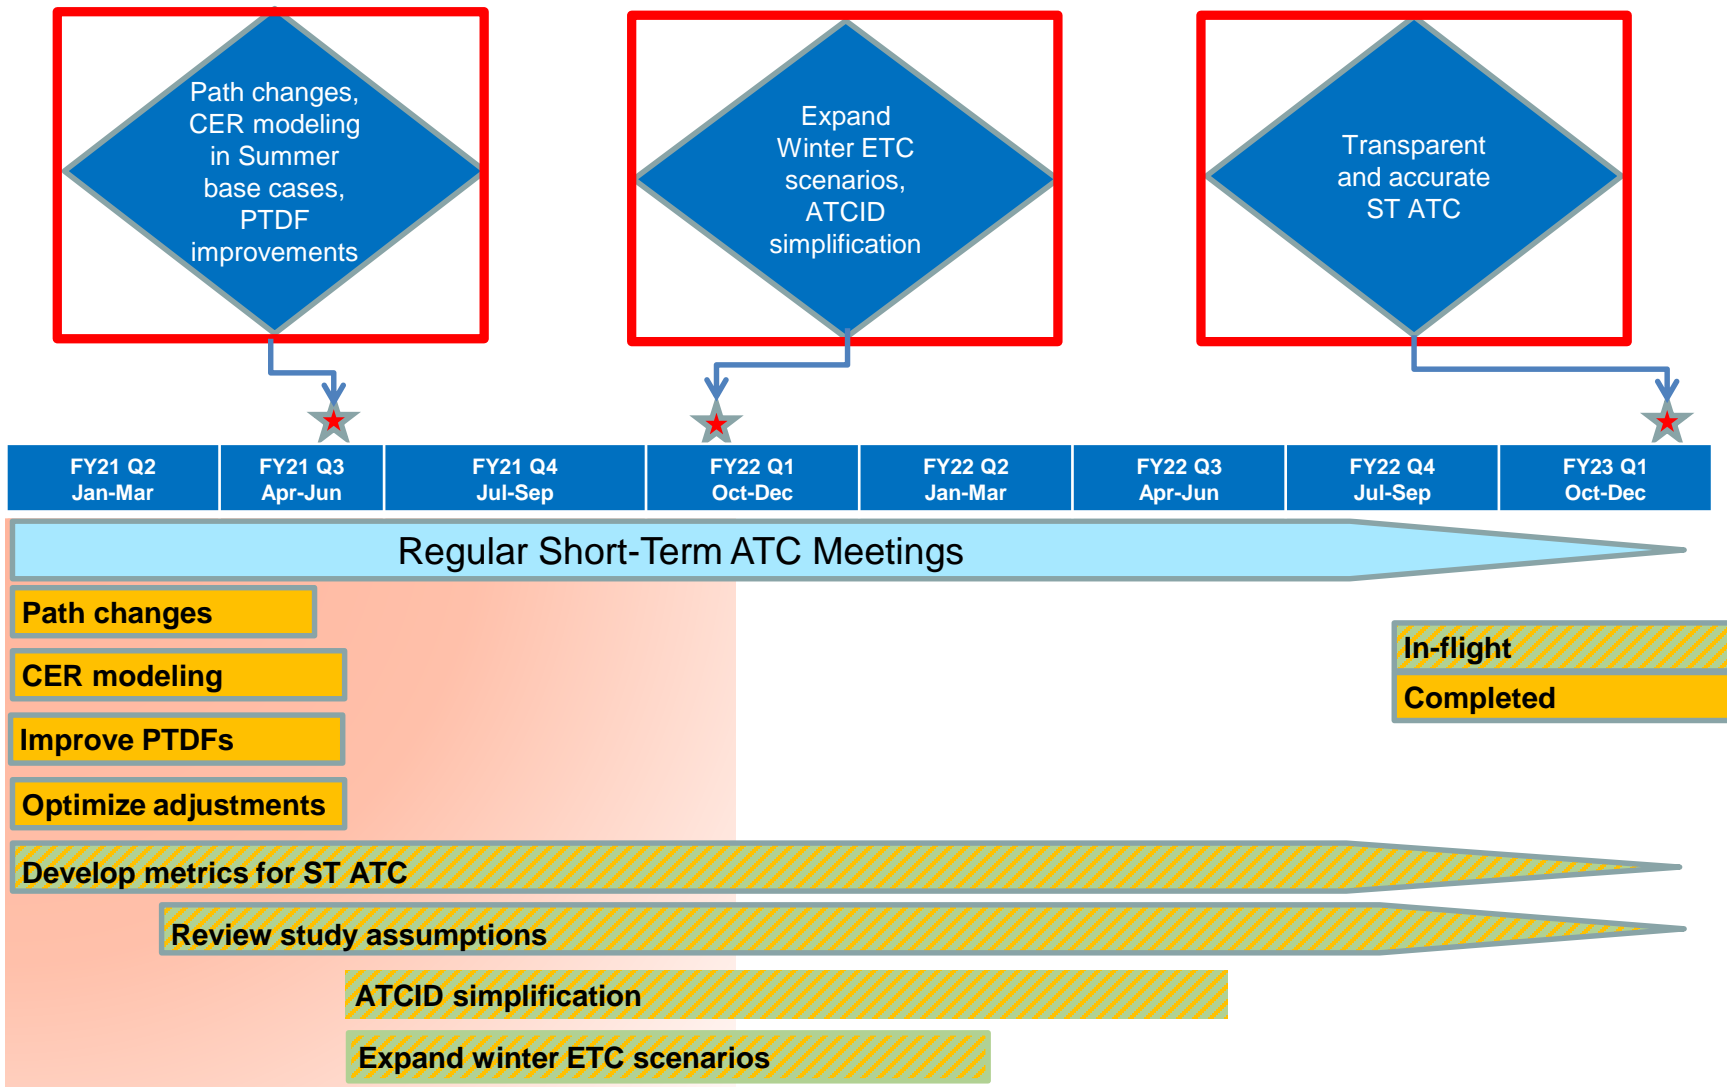 Path changes,
CER modeling
in Summer
base cases,
PTDF
improvements
Expand
Winter ETC
scenarios,
ATCID
simplification
Transparent
and accurate
ST ATC
FY21 Q2
Jan-Mar
FY21 Q3
Apr-Jun
FY21 Q4
Jul-Sep
FY22 Q1
Oct-Dec
FY22 Q2
Jan-Mar
FY22 Q3
Apr-Jun
FY22 Q4
Jul-Sep
FY23 Q1
Oct-Dec
Regular Short-Term ATC Meetings
Path changes
In-flight
CER modeling
Completed
Improve PTDFs
Optimize adjustments
Develop metrics for ST ATC
Review study assumptions
ATCID simplification
Expand winter ETC scenarios